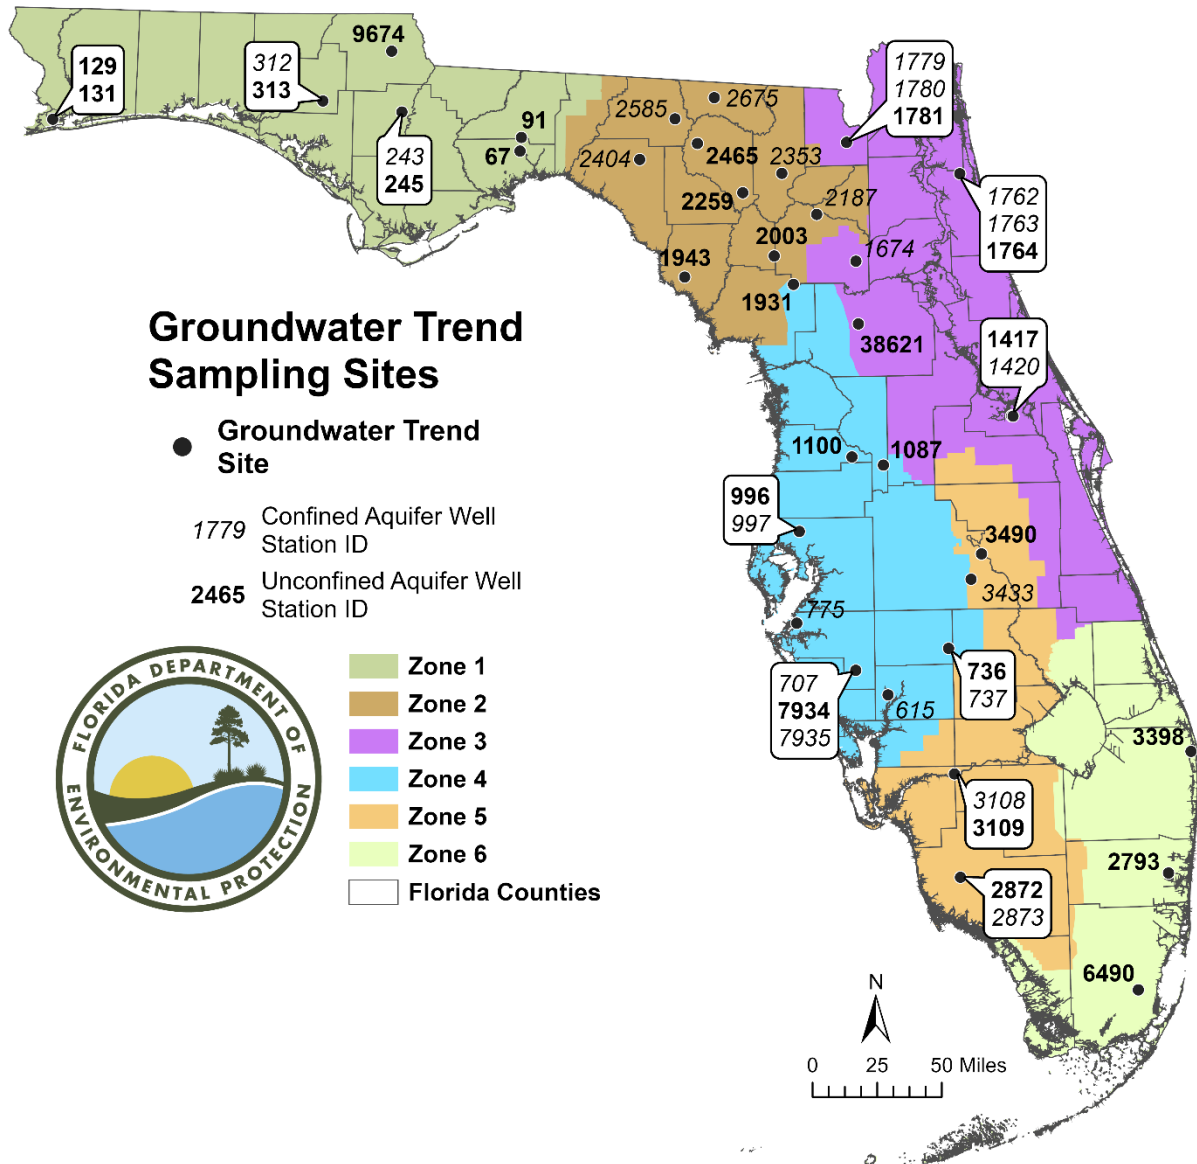 9674
129
131
312
313
243
245
91
67
2585
2675
2404
2465
2353
2259
2187
2003
1943
1931
1674
1779
1780
1781
1762
1763
1764
38621
1417
1420
1100
1087
996
997
3490
3433
775
707
7934
7935
615
736
737
3398
3108
3109
2793
2872
2873
6490
Groundwater Trend
Sampling Sites
Groundwater Trend
Site
1779 Confined Aquifer Well
Station ID
2465 Unconfined Aquifer Well
Station ID
FLORIDA DEPARTMENT OF
ENVIRONMENTAL PROTECTION
Zone 1
Zone 2
Zone 3
Zone 4
Zone 5
Zone 6
Florida Counties
N
0 25 50 Miles